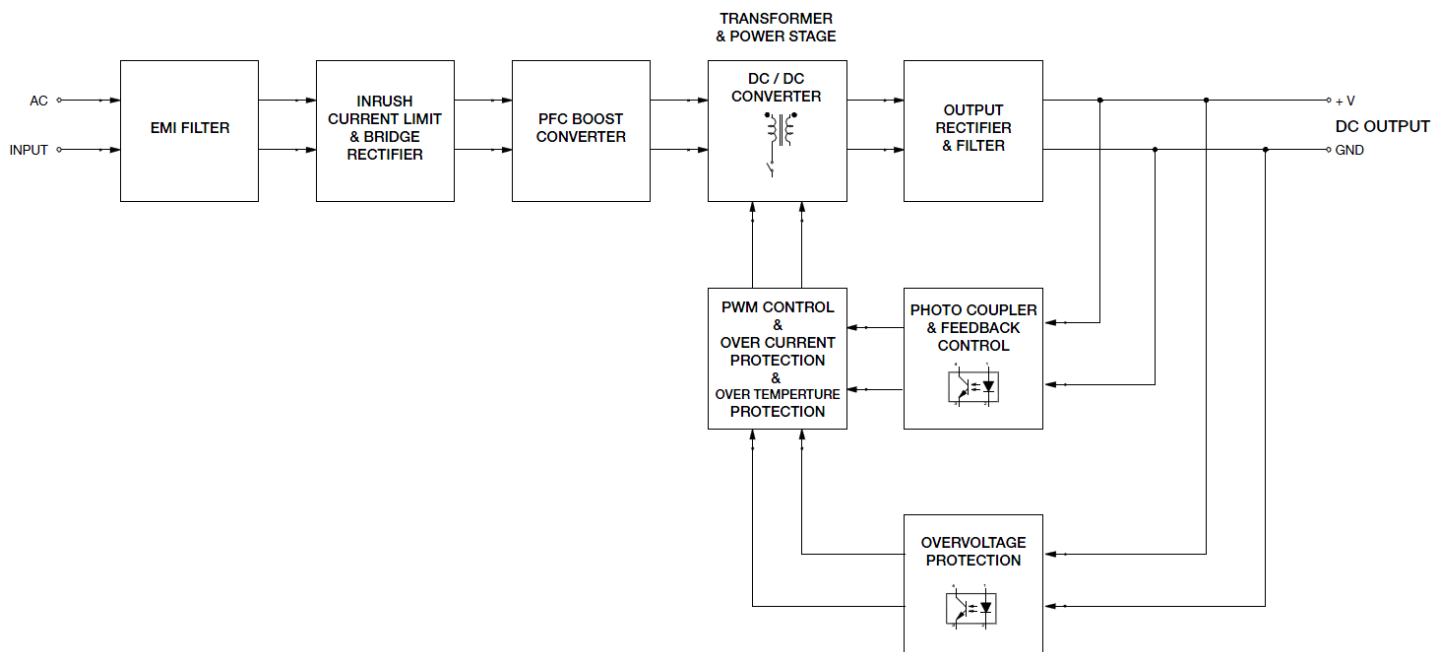 TRANSFORMER
& POWER STAGE
AC
INPUT
EMI FILTER
INRUSH
CURRENT LIMIT
& BRIDGE
RECTIFIER
PFC BOOST
CONVERTER
DC / DC
CONVERTER
OUTPUT
RECTIFIER
& FILTER
+ V
DC OUTPUT
GND
PWM CONTROL
&
OVER CURRENT
PROTECTION
&
OVER TEMPERTURE
PROTECTION
PHOTO COUPLER
& FEEDBACK
CONTROL
OVERVOLTAGE
PROTECTION